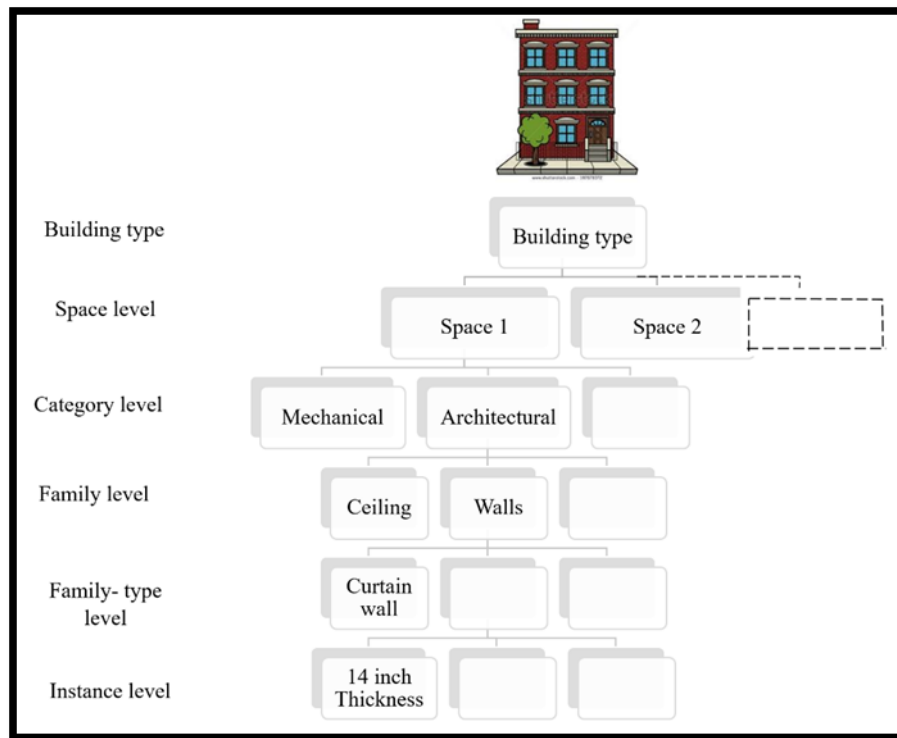 Building type
Building type
Space level
Space 1
Space 2
Category level
Mechanical
Architectural
Family level
Ceiling
Walls
Family- type
level
Curtain
wall
Instance level
14 inch
Thickness